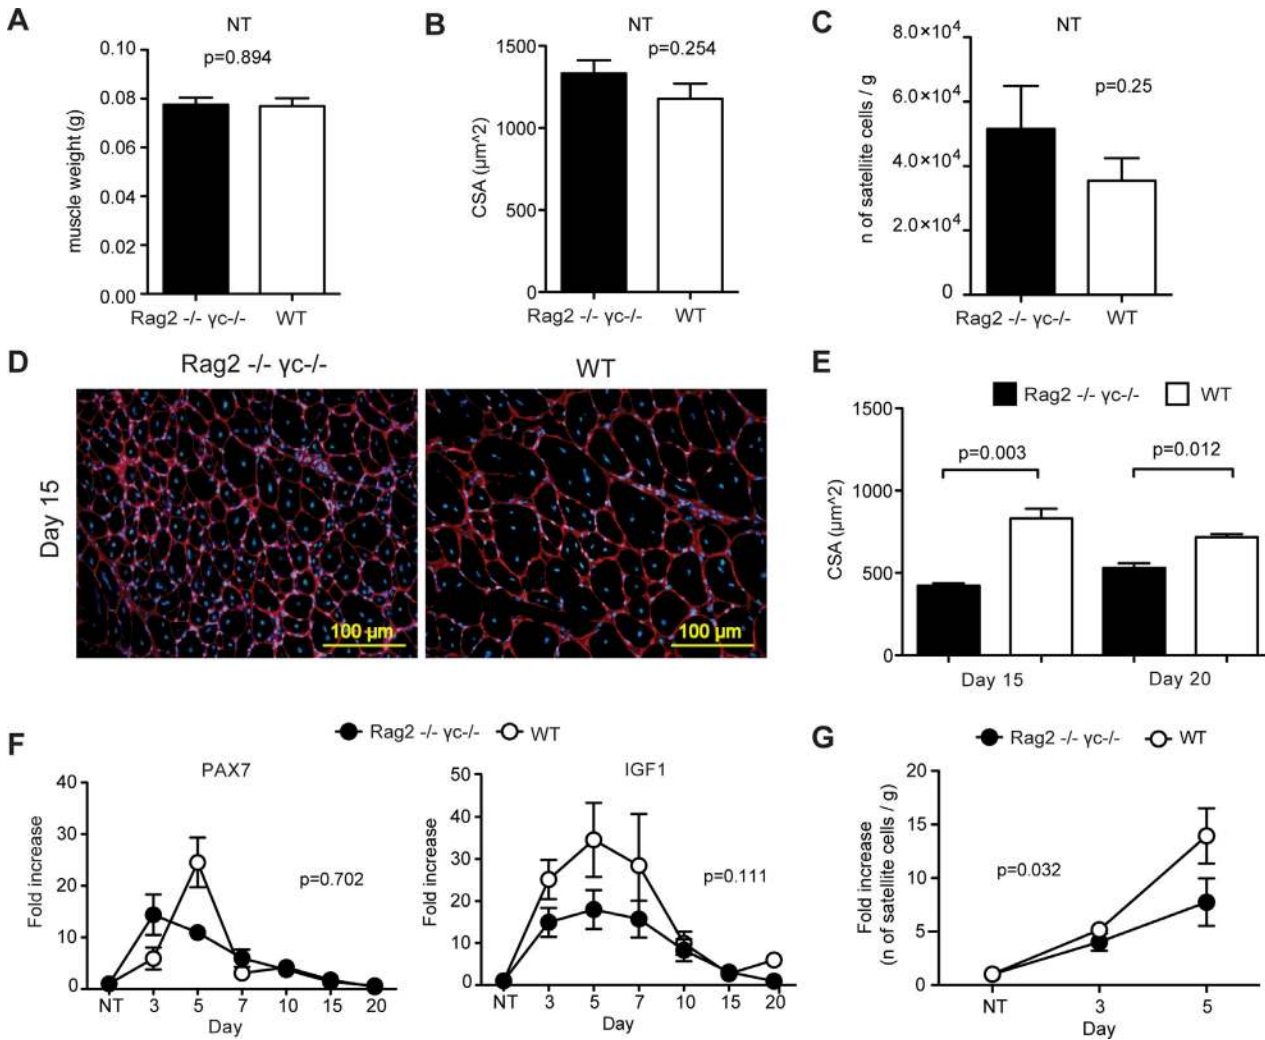 A
NT
p=0.894
muscle weight (g)
0.10
0.08
0.06
0.04
0.02
0.00
Rag2 -/- γc-/-
WT
B
NT
p=0.254
CSA (µm^2)
1500
1000
500
0
Rag2 -/- γc-/-
WT
C
NT
p=0.25
n of satellite cells / g
8.0×10⁴
6.0×10⁴
4.0×10⁴
2.0×10⁴
0
Rag2 -/- γc-/-
WT
D
Rag2 -/- γc-/-
WT
Day 15
100 µm
100 µm
E
Rag2 -/- γc-/-
WT
CSA (µm^2)
1500
1000
500
0
p=0.003
p=0.012
Day 15
Day 20
F
Rag2 -/- γc-/-
WT
PAX7
Fold increase
40
30
20
10
0
p=0.702
NT 3 5 7 10 15 20
Day
IGF1
Fold increase
50
40
30
20
10
0
p=0.111
NT 3 5 7 10 15 20
Day
G
Rag2 -/- γc-/-
WT
Fold increase
(n of satellite cells / g)
20
15
10
5
0
p=0.032
NT 3 5
Day